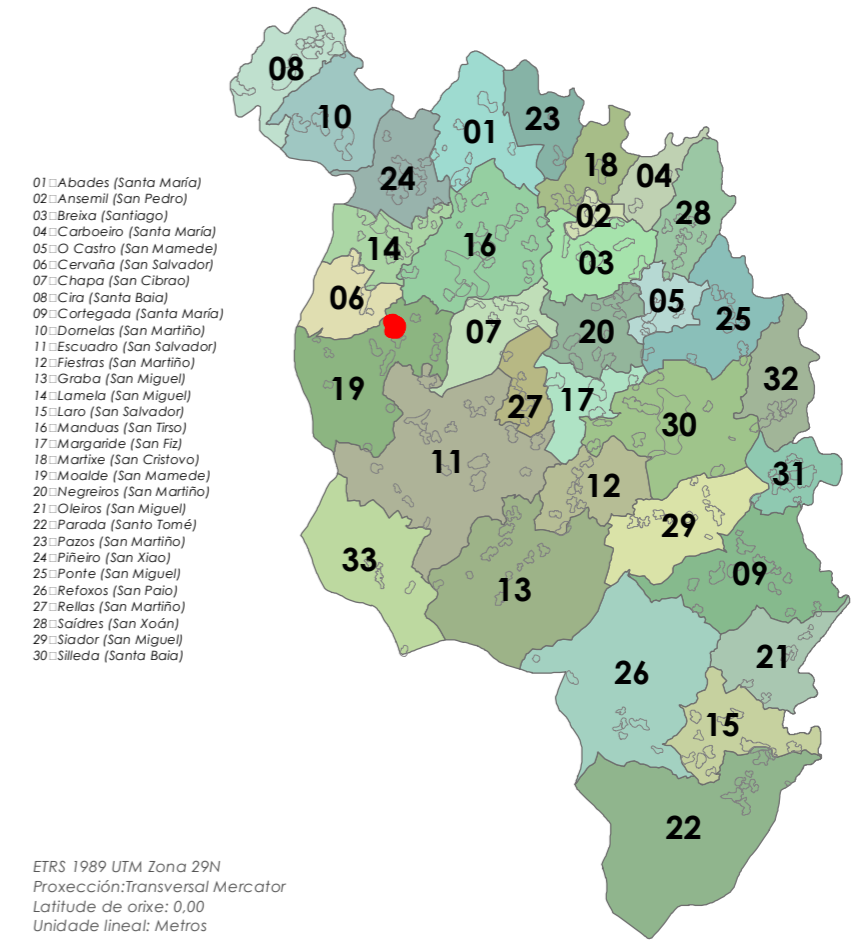 08
10
23
01
18
04
24
02
28
14
16
03
06
05
07
20
25
19
32
27
17
30
11
12
31
29
33
13
09
26
21
15
22
01□Abades (Santa María)
02□Ansemil (San Pedro)
03□Breixa (Santiago)
04□Carboeiro (Santa María)
05□O Castro (San Mamede)
06□Cervaña (San Salvador)
07□Chapa (San Cibrao)
08□Cira (Santa Baia)
09□Cortegada (Santa María)
10□Dornelas (San Martiño)
11□Escuadro (San Salvador)
12□Fiestras (San Martiño)
13□Graba (San Miguel)
14□Lamela (San Miguel)
15□Laro (San Salvador)
16□Manduas (San Tirso)
17□Margaride (San Fiz)
18□Martixe (San Cristovo)
19□Moalde (San Mamede)
20□Negreiros (San Martiño)
21□Oleiros (San Miguel)
22□Parada (Santo Tomé)
23□Pazos (San Martiño)
24□Piñeiro (San Xiao)
25□Ponte (San Miguel)
26□Refoxos (San Paio)
27□Rellas (San Martiño)
28□Saídres (San Xoán)
29□Siador (San Miguel)
30□Silleda (Santa Baia)
ETRS 1989 UTM Zona 29N
Proxección:Transversal Mercator
Latitude de orixe: 0,00
Unidade lineal: Metros